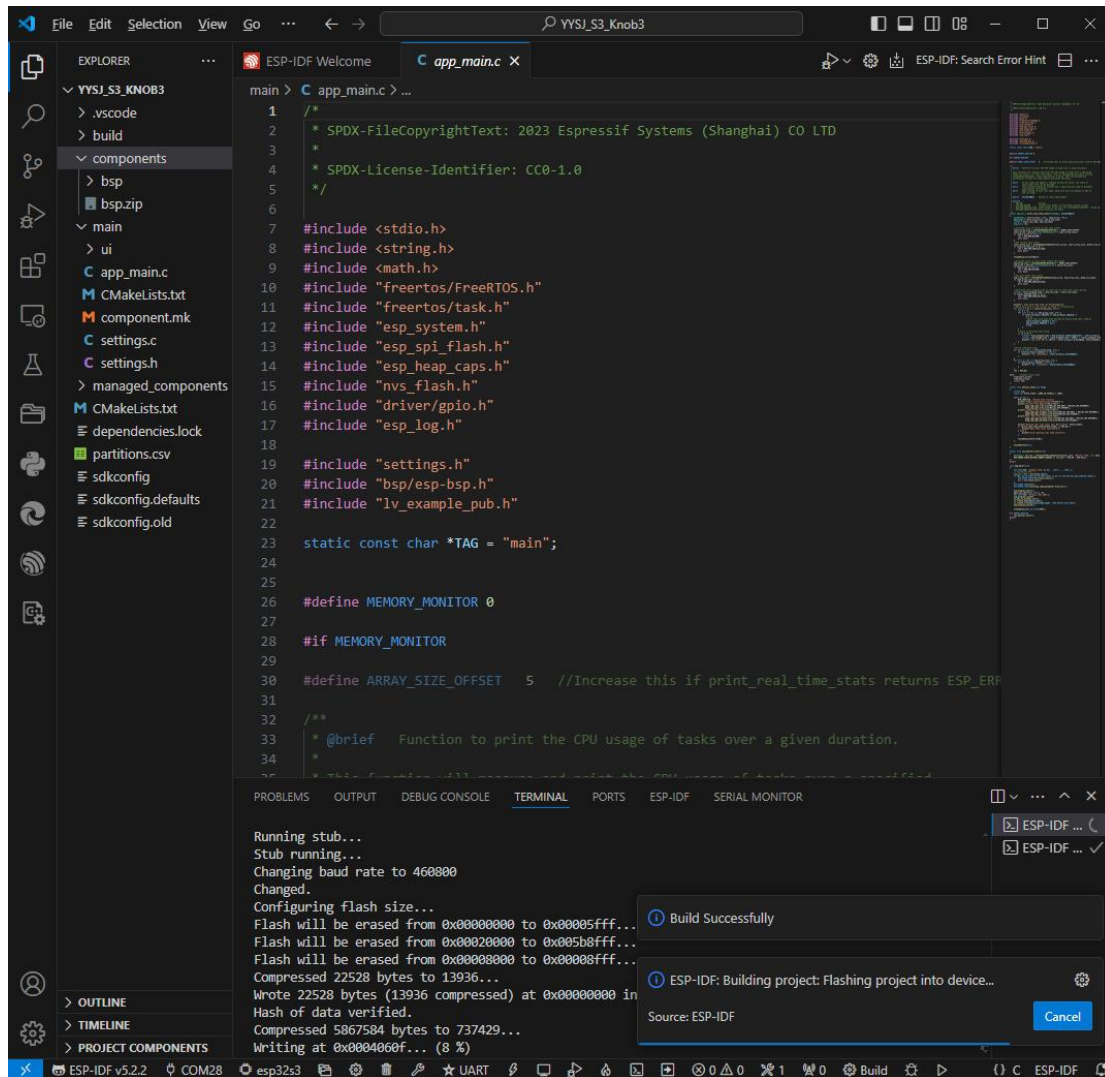 File Edit Selection View Go ··· YYSJ_S3_Knob3
EXPLORER ···
YYSJ_S3_KNOB3
.vscode
build
components
bsp
bsp.zip
main
ui
C app_main.c
M CMakeLists.txt
M component.mk
C settings.c
C settings.h
managed_components
M CMakeLists.txt
dependencies.lock
partitions.csv
sdkconfig
sdkconfig.defaults
sdkconfig.old
OUTLINE
TIMELINE
PROJECT COMPONENTS
ESP-IDF Welcome C app_main.c ESP-IDF: Search Error Hint ···
main > C app_main.c > ...
1 /*
2 * SPDX-FileCopyrightText: 2023 Espressif Systems (Shanghai) CO LTD
3 *
4 * SPDX-License-Identifier: CC0-1.0
5 */
6
7 #include <stdio.h>
8 #include <string.h>
9 #include <math.h>
10 #include "freertos/FreeRTOS.h"
11 #include "freertos/task.h"
12 #include "esp_system.h"
13 #include "esp_spi_flash.h"
14 #include "esp_heap_caps.h"
15 #include "nvs_flash.h"
16 #include "driver/gpio.h"
17 #include "esp_log.h"
18
19 #include "settings.h"
20 #include "bsp/esp-bsp.h"
21 #include "lv_example_pub.h"
22
23 static const char *TAG = "main";
24
25
26 #define MEMORY_MONITOR 0
27
28 #if MEMORY_MONITOR
29
30 #define ARRAY_SIZE_OFFSET 5 //Increase this if print_real_time_stats returns ESP_ERR
31
32 /**
33 * @brief Function to print the CPU usage of tasks over a given duration.
34 *
35 * This function will measure and print the CPU usage of tasks over a specified
PROBLEMS OUTPUT DEBUG CONSOLE TERMINAL PORTS ESP-IDF SERIAL MONITOR
Running stub...
Stub running...
Changing baud rate to 460800
Changed.
Configuring flash size...
Flash will be erased from 0x00000000 to 0x00005fff...
Flash will be erased from 0x00020000 to 0x005b8fff...
Flash will be erased from 0x00008000 to 0x00008fff...
Compressed 22528 bytes to 13936...
Wrote 22528 bytes (13936 compressed) at 0x00000000 in
Hash of data verified.
Compressed 5867584 bytes to 737429...
Writing at 0x0004060f... (8 %)
ESP-IDF ...
ESP-IDF ...
Build Successfully
ESP-IDF: Building project: Flashing project into device...
Source: ESP-IDF
Cancel
ESP-IDF v5.2.2 COM28 esp32s3 UART 0 0 1 0 Build {} C ESP-IDF